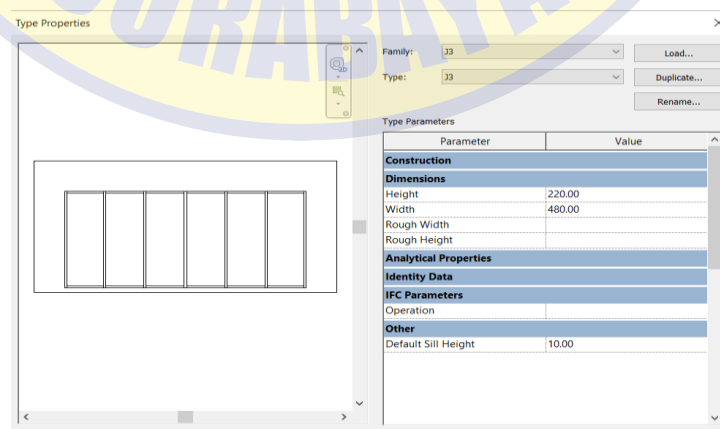 SURABAYA
Type Properties
Family: J3 Load...
Type: J3 Duplicate...
Rename...
Type Parameters
Parameter Value
Construction
Dimensions
Height 220.00
Width 480.00
Rough Width
Rough Height
Analytical Properties
Identity Data
IFC Parameters
Operation
Other
Default Sill Height 10.00